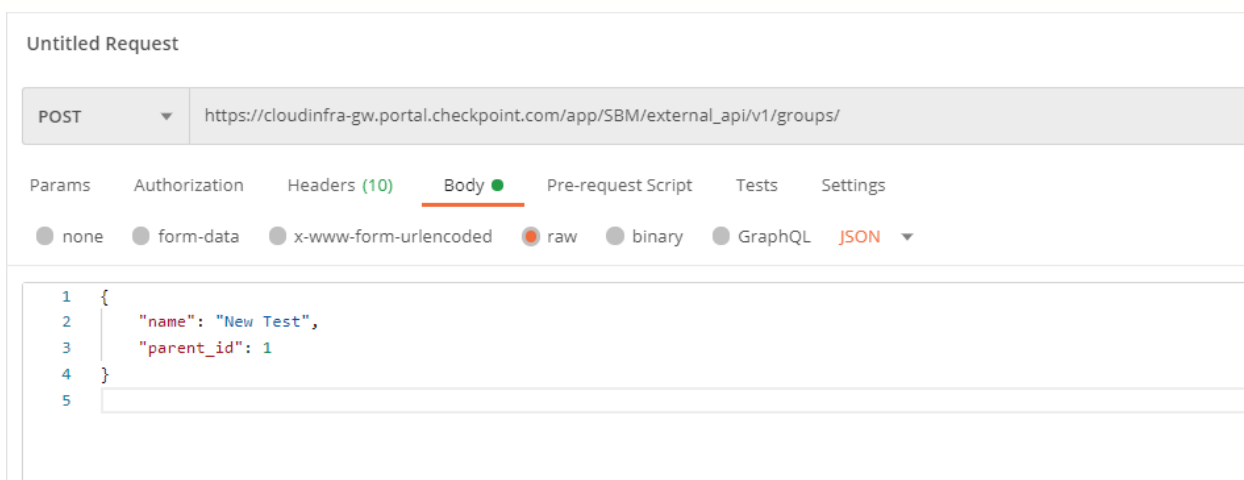 Untitled Request
POST https://cloudinfra-gw.portal.checkpoint.com/app/SBM/external_api/v1/groups/
Params Authorization Headers (10) Body Pre-request Script Tests Settings
none form-data x-www-form-urlencoded raw binary GraphQL JSON
1 {
2 "name": "New Test",
3 "parent_id": 1
4 }
5